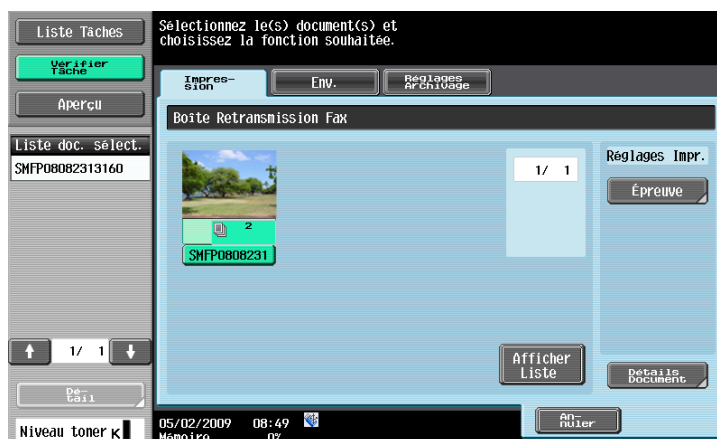 Liste Tâches
Vérifier
Tâche
Aperçu
Liste doc. sélect.
SMFP08082313160
1/ 1
Dé-
tail
Niveau toner K
Sélectionnez le(s) document(s) et
choisissez la fonction souhaitée.
Impres-
sion
Env.
Réglages
Archivage
Boîte Retransmission Fax
2
SMFP0808231
1/ 1
Afficher
Liste
Réglages Impr.
Épreuve
Détails
Document
An-
nuler
05/02/2009 08:49
Mémoire 0%